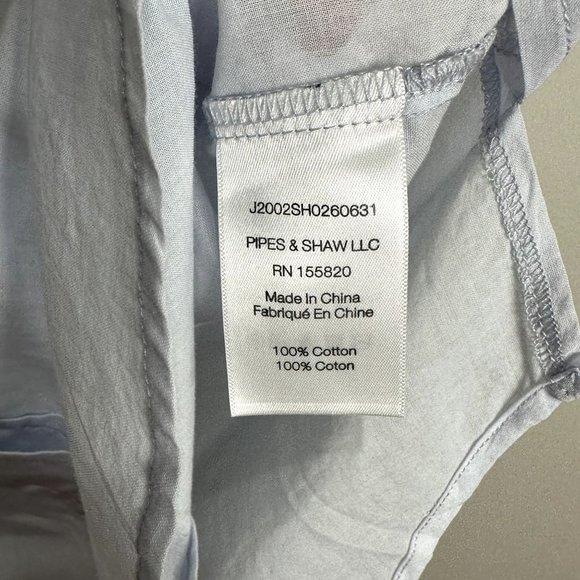 J2002SH0260631
PIPES & SHAW LLC
RN 155820
Made In China
Fabriqué En Chine
100% Cotton
100% Coton